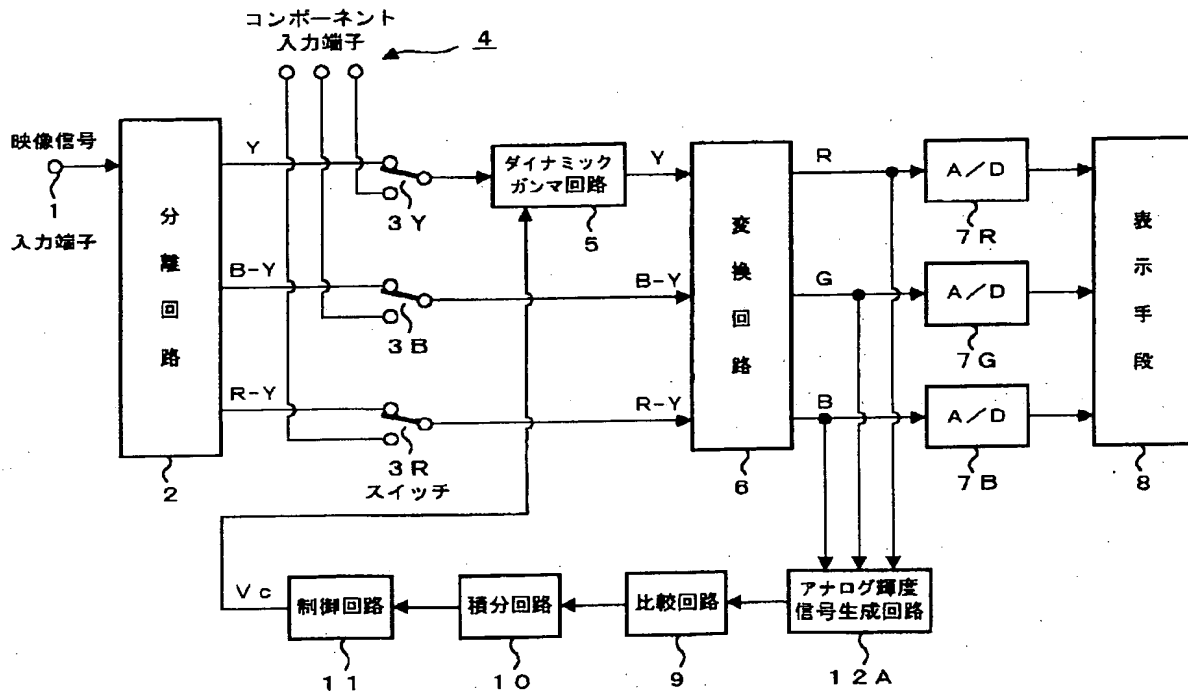 コンポーネント
入力端子
4
映像信号
1
入力端子
分離回路
2
Y
B-Y
R-Y
3Y
3B
3R
スイッチ
ダイナミック
ガンマ回路
5
Y
B-Y
R-Y
変換回路
6
R
G
B
A/D
7R
A/D
7G
A/D
7B
表示手段
8
Vc
制御回路
11
積分回路
10
比較回路
9
アナログ輝度
信号生成回路
12A